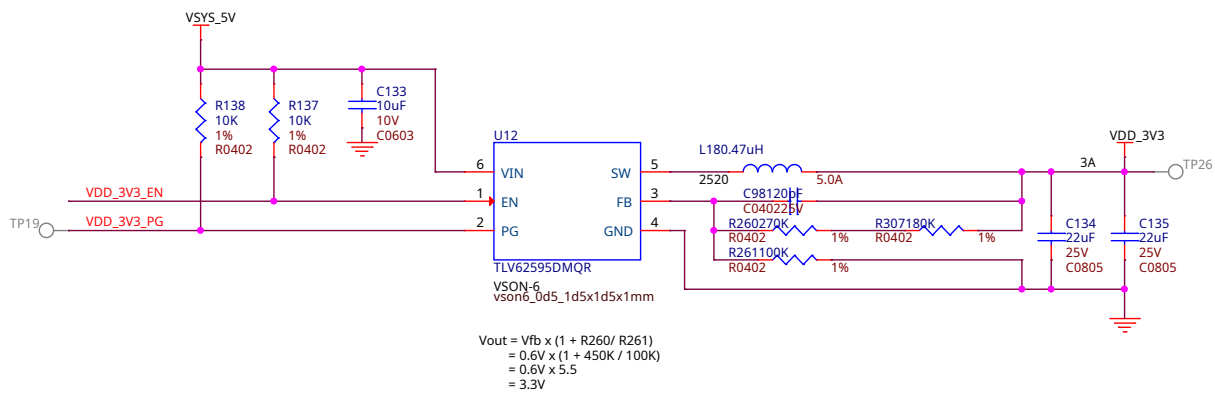 VSYS_5V
R138
10K
1%
R0402
R137
10K
1%
R0402
C133
10uF
10V
C0603
U12
VDD_3V3_EN
VDD_3V3_PG
TP19
6
1
2
VIN
EN
PG
SW
FB
GND
5
3
4
TLV62595DMQR
VSON-6
vson6_0d5_1d5x1d5x1mm
L180.47uH
2520
5.0A
C98120pF
C040225V
R260270K
R0402
1%
R307180K
R0402
1%
R261100K
R0402
1%
3A
VDD_3V3
TP26
C134
22uF
25V
C0805
C135
22uF
25V
C0805
Vout = Vfb x (1 + R260/ R261)
= 0.6V x (1 + 450K / 100K)
= 0.6V x 5.5
= 3.3V